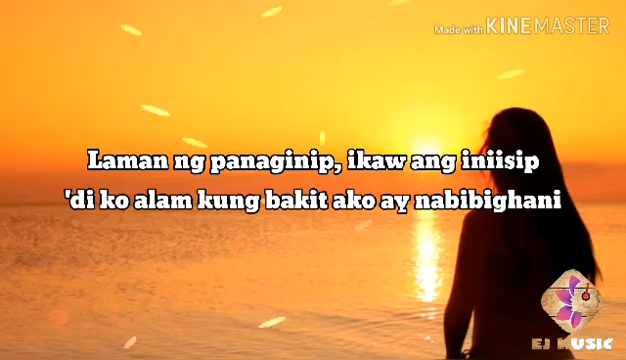 Made with KINEMASTER
Laman ng panaginip, ikaw ang iniisip
'di ko alam kung bakit ako ay nabibighani
EJ MUSIC